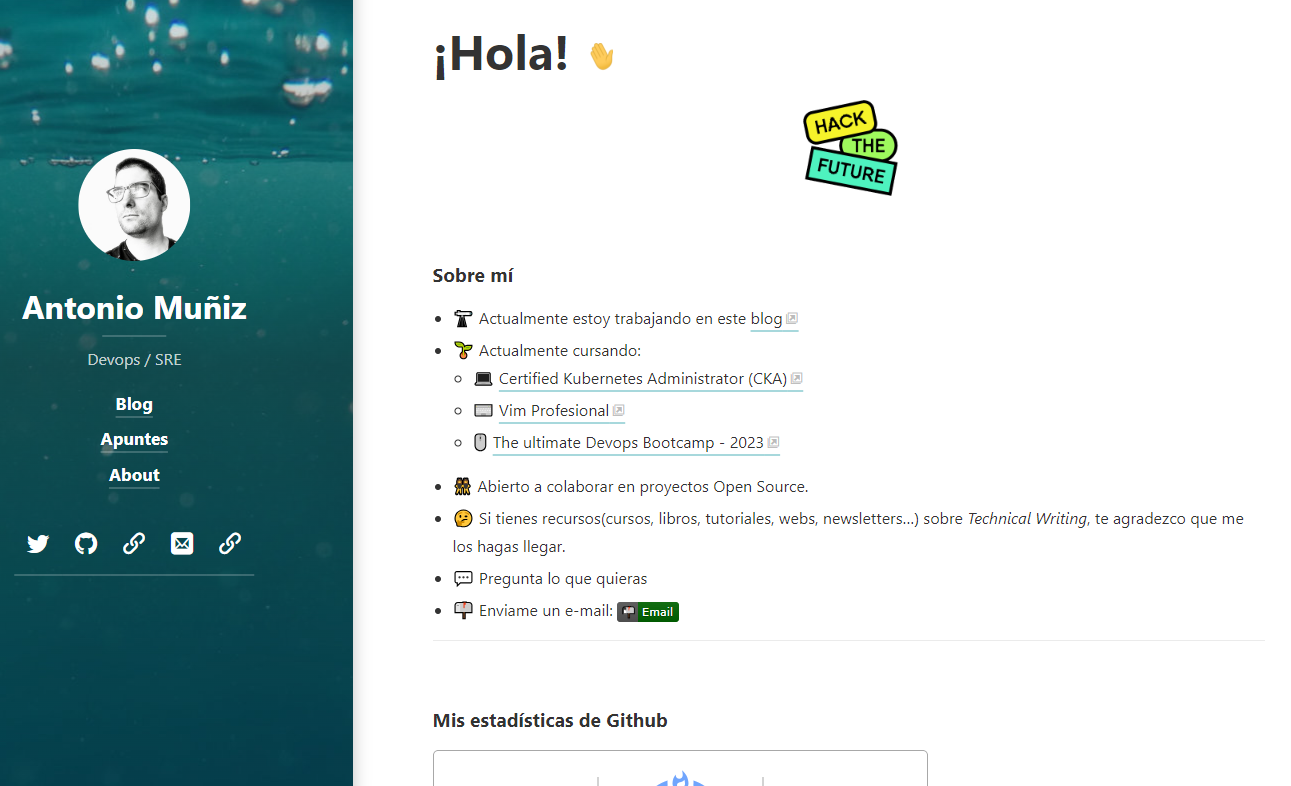 ¡Hola! 👋
HACK
THE
FUTURE
Antonio Muñiz
Devops / SRE
Blog
Apuntes
About
Sobre mí
Actualmente estoy trabajando en este blog
Actualmente cursando:
Certified Kubernetes Administrator (CKA)
Vim Profesional
The ultimate Devops Bootcamp - 2023
Abierto a colaborar en proyectos Open Source.
Si tienes recursos(cursos, libros, tutoriales, webs, newsletters...) sobre Technical Writing, te agradezco que me
los hagas llegar.
Pregunta lo que quieras
Enviame un e-mail: Email
Mis estadísticas de Github